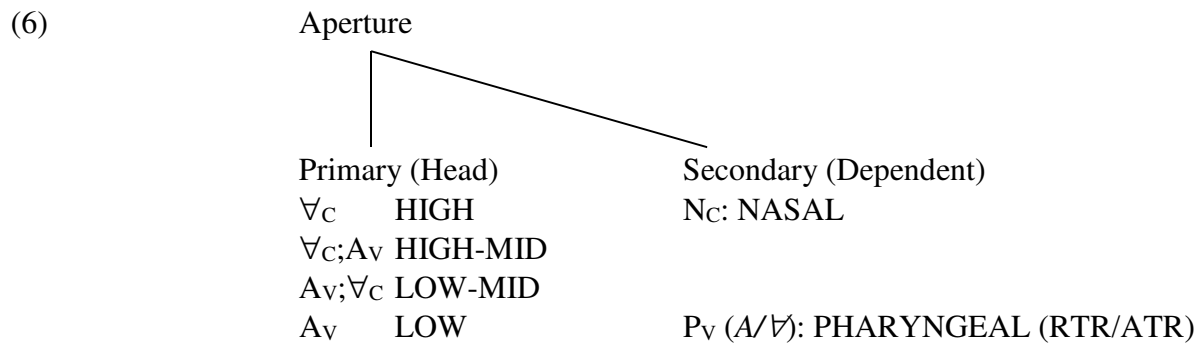 (6) Aperture
Primary (Head) Secondary (Dependent)
∀C HIGH NC: NASAL
∀C;AV HIGH-MID
AV;∀C LOW-MID
AV LOW PV (A/∀): PHARYNGEAL (RTR/ATR)